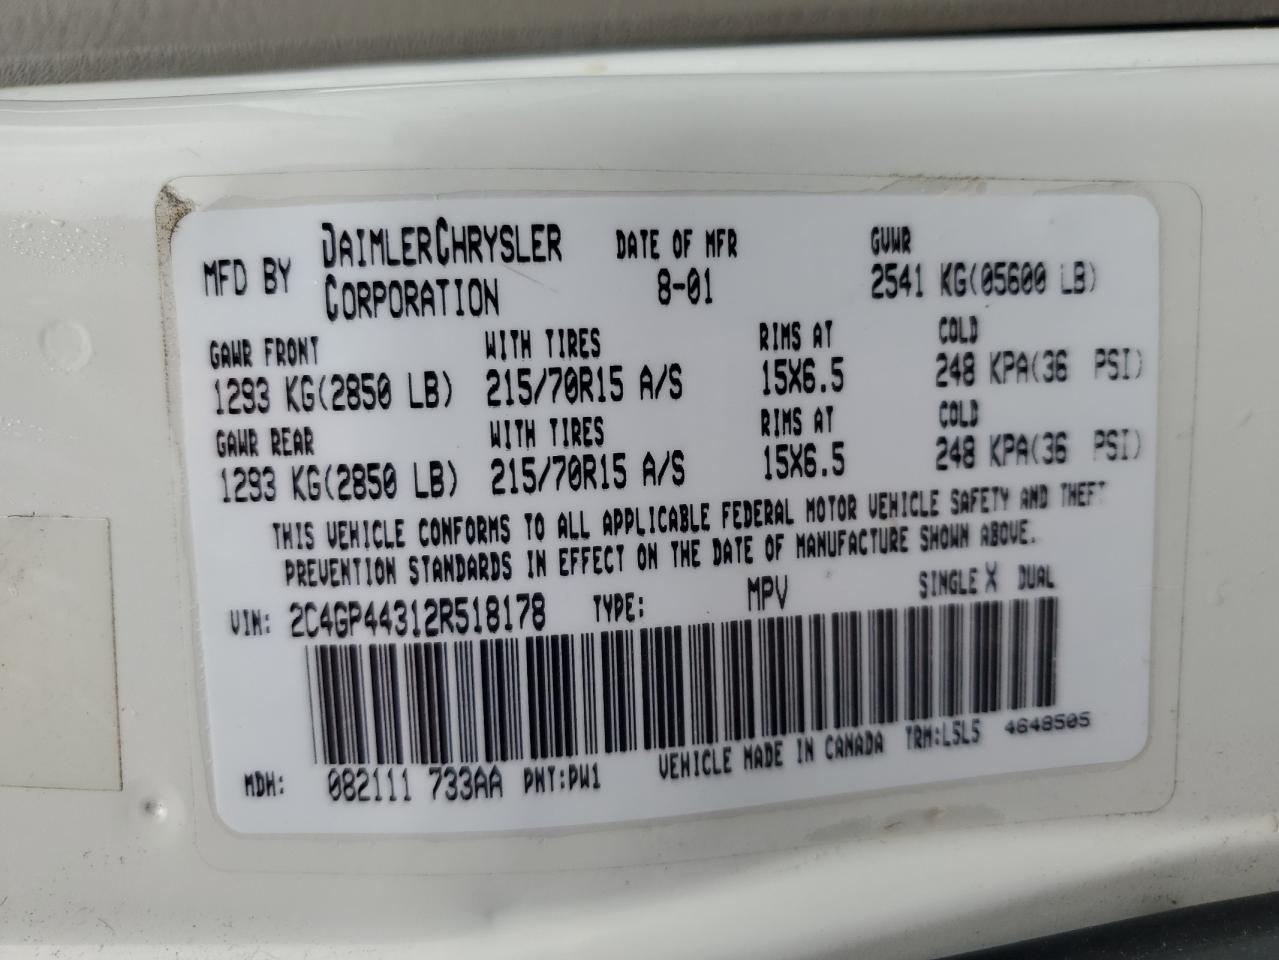 MFD BY DAIMLERCHRYSLER CORPORATION DATE OF MFR 8-01 GVWR 2541 KG(05600 LB)
GAWR FRONT WITH TIRES RIMS AT COLD
1293 KG(2850 LB) 215/70R15 A/S 15X6.5 248 KPA(36 PSI)
GAWR REAR WITH TIRES RIMS AT COLD
1293 KG(2850 LB) 215/70R15 A/S 15X6.5 248 KPA(36 PSI)
THIS VEHICLE CONFORMS TO ALL APPLICABLE FEDERAL MOTOR VEHICLE SAFETY AND THEFT
PREVENTION STANDARDS IN EFFECT ON THE DATE OF MANUFACTURE SHOWN ABOVE.
VIN: 2C4GP44312R518178 TYPE: MPV SINGLE X DUAL
MDH: 082111 733AA PNT:PW1 VEHICLE MADE IN CANADA TRM:L5L5 4648505